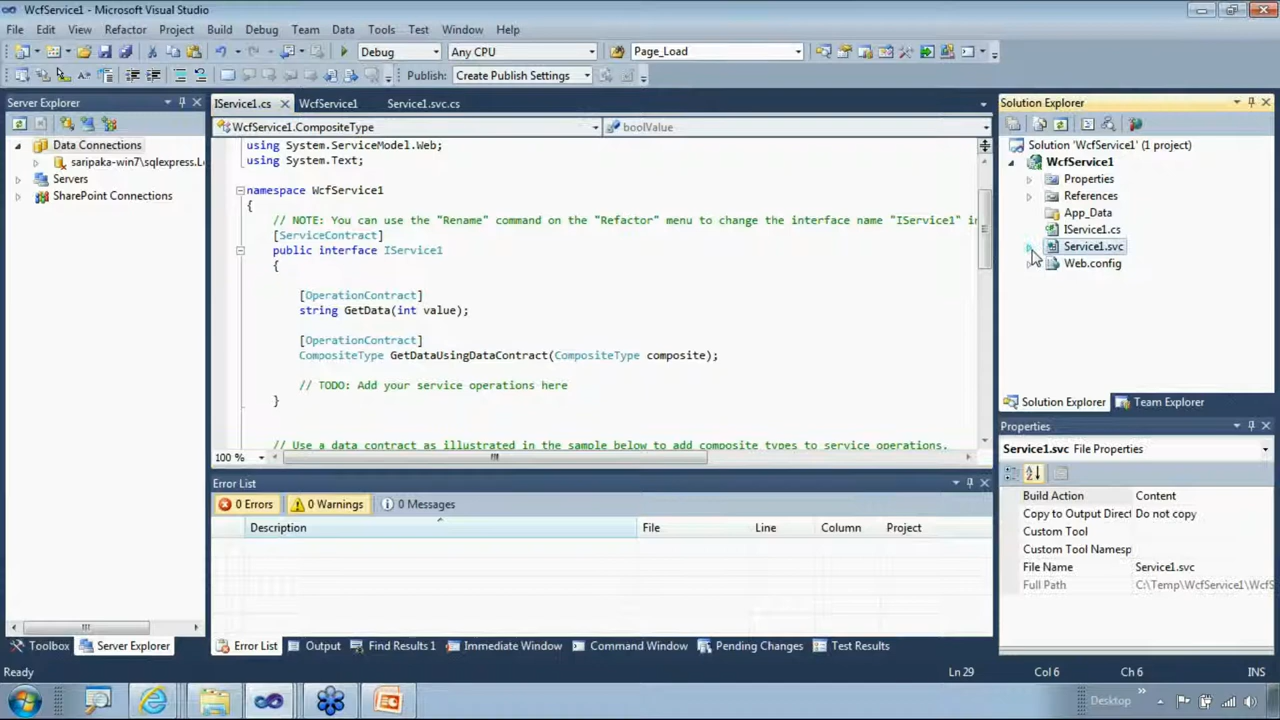 WcfService1 - Microsoft Visual Studio
File Edit View Refactor Project Build Debug Team Data Tools Test Window Help
Debug Any CPU Page_Load
Publish: Create Publish Settings
Server Explorer
Data Connections
saripaka-win7\sqlexpress.L
Servers
SharePoint Connections
IService1.cs WcfService1 Service1.svc.cs
WcfService1.CompositeType boolValue
using System.ServiceModel.Web;
using System.Text;
namespace WcfService1
{
// NOTE: You can use the "Rename" command on the "Refactor" menu to change the interface name "IService1" in
[ServiceContract]
public interface IService1
{
[OperationContract]
string GetData(int value);
[OperationContract]
CompositeType GetDataUsingDataContract(CompositeType composite);
// TODO: Add your service operations here
}
// Use a data contract as illustrated in the sample below to add composite types to service operations.
100 %
Error List
0 Errors 0 Warnings 0 Messages
Description File Line Column Project
Toolbox Server Explorer
Error List Output Find Results 1 Immediate Window Command Window Pending Changes Test Results
Solution Explorer
Solution 'WcfService1' (1 project)
WcfService1
Properties
References
App_Data
IService1.cs
Service1.svc
Web.config
Solution Explorer Team Explorer
Properties
Service1.svc File Properties
Build Action Content
Copy to Output Direct Do not copy
Custom Tool
Custom Tool Namesp
File Name Service1.svc
Full Path C:\Temp\WcfService1\WcfS
Ready Ln 29 Col 6 Ch 6 INS
Desktop